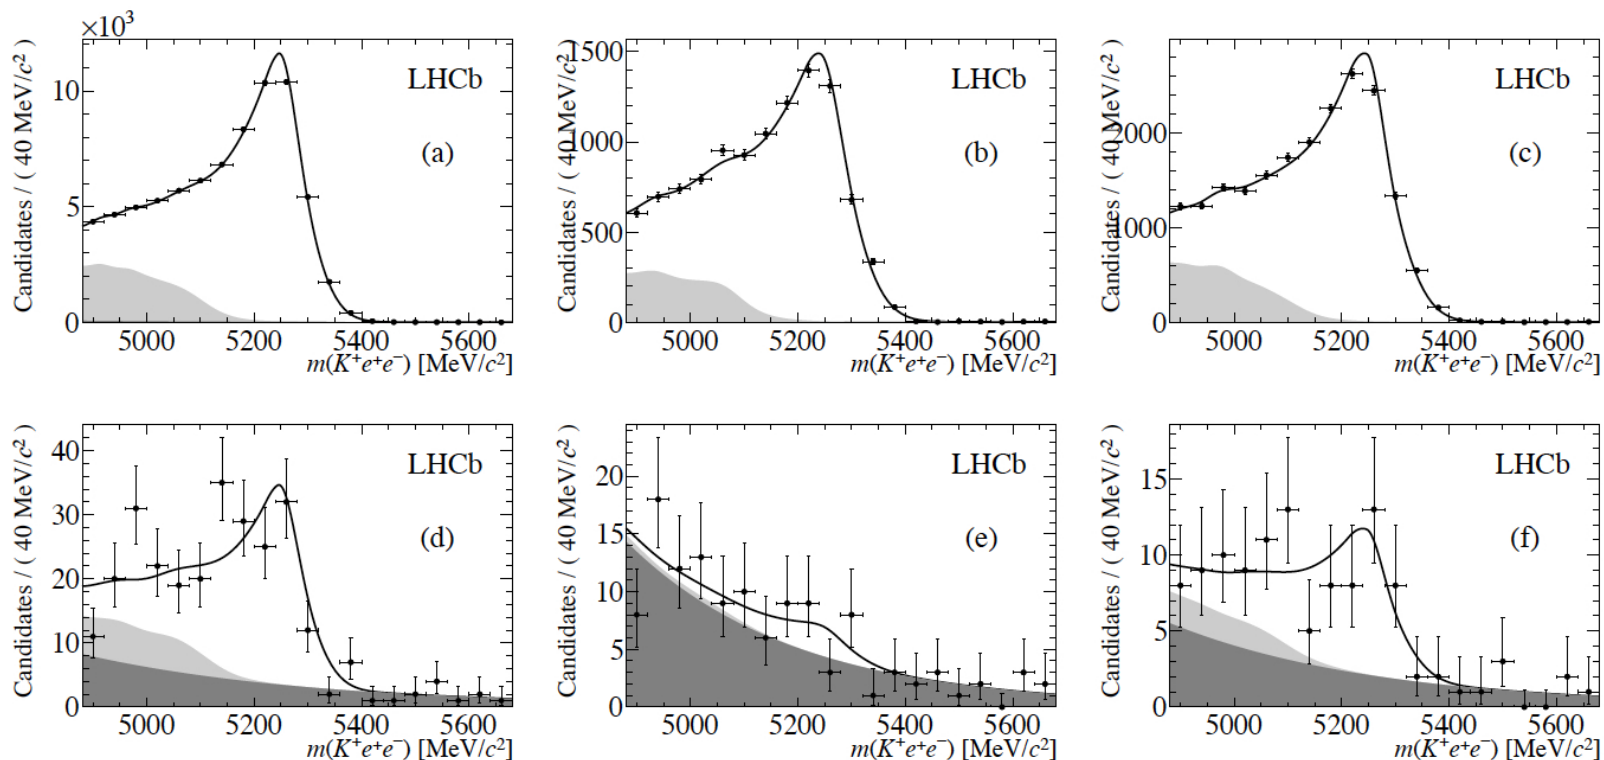 ×10³
Candidates / ( 40 MeV/c²)
10
5
0
LHCb
(a)
5000 5200 5400 5600
m(K⁺e⁺e⁻) [MeV/c²]
Candidates / ( 40 MeV/c²)
1500
1000
500
0
LHCb
(b)
5000 5200 5400 5600
m(K⁺e⁺e⁻) [MeV/c²]
Candidates / ( 40 MeV/c²)
2000
1000
0
LHCb
(c)
5000 5200 5400 5600
m(K⁺e⁺e⁻) [MeV/c²]
Candidates / ( 40 MeV/c²)
40
30
20
10
0
LHCb
(d)
5000 5200 5400 5600
m(K⁺e⁺e⁻) [MeV/c²]
Candidates / ( 40 MeV/c²)
20
15
10
5
0
LHCb
(e)
5000 5200 5400 5600
m(K⁺e⁺e⁻) [MeV/c²]
Candidates / ( 40 MeV/c²)
15
10
5
0
LHCb
(f)
5000 5200 5400 5600
m(K⁺e⁺e⁻) [MeV/c²]